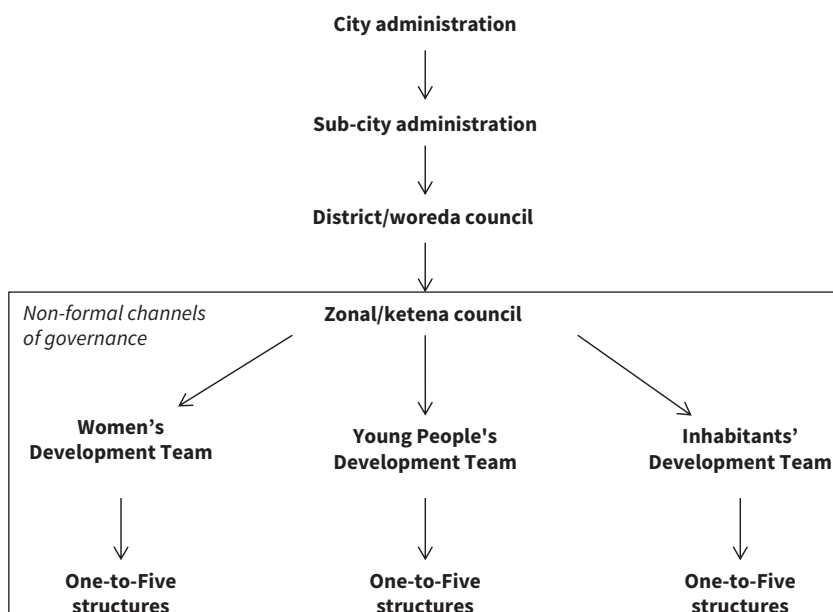 City administration
Sub-city administration
District/woreda council
Non-formal channels
of governance
Zonal/ketena council
Women’s
Development Team
Young People's
Development Team
Inhabitants’
Development Team
One-to-Five
structures
One-to-Five
structures
One-to-Five
structures